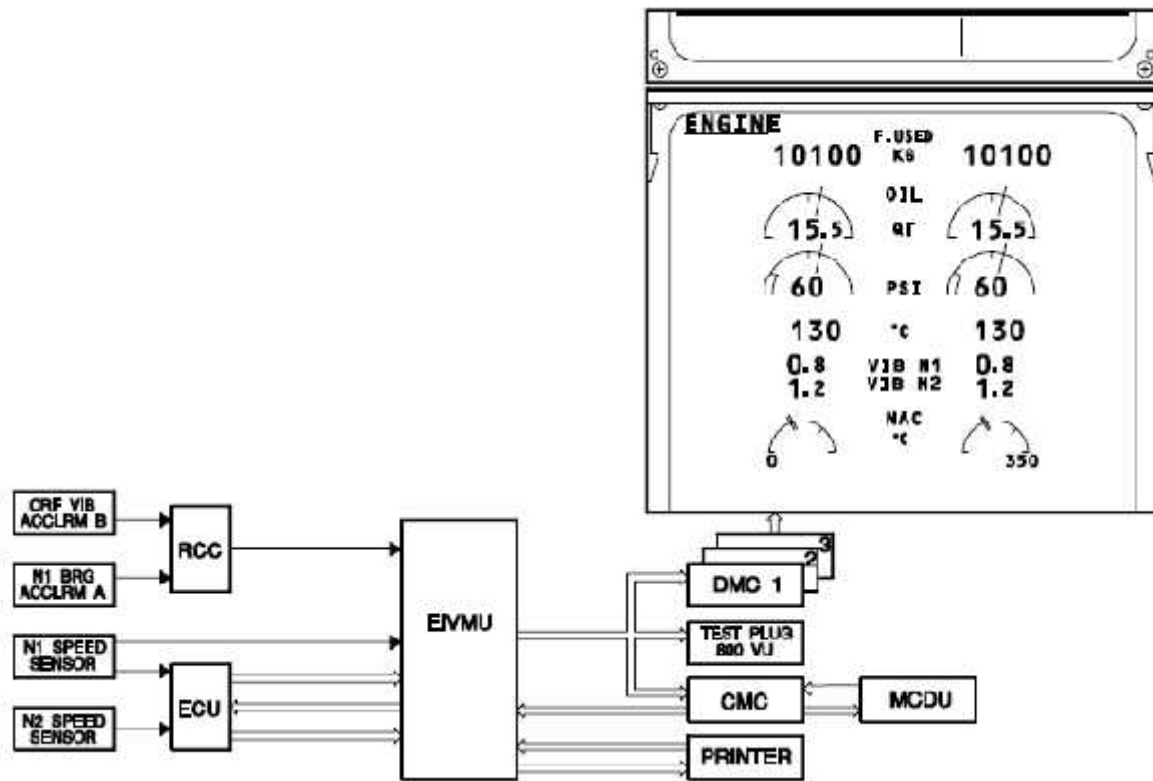 ENGINE
F.USED
10100 KG 10100
OIL
15.5 QT 15.5
60 PSI 60
130 °C 130
0.8 VIB N1 0.8
1.2 VIB N2 1.2
NAC
°C
0 350
CRF VIB
ACCLRM B
N1 BRG
ACCLRM A
RCC
N1 SPEED
SENSOR
N2 SPEED
SENSOR
ECU
EIVMU
3
2
DMC 1
TEST PLUG
800 VU
CMC
MCDU
PRINTER